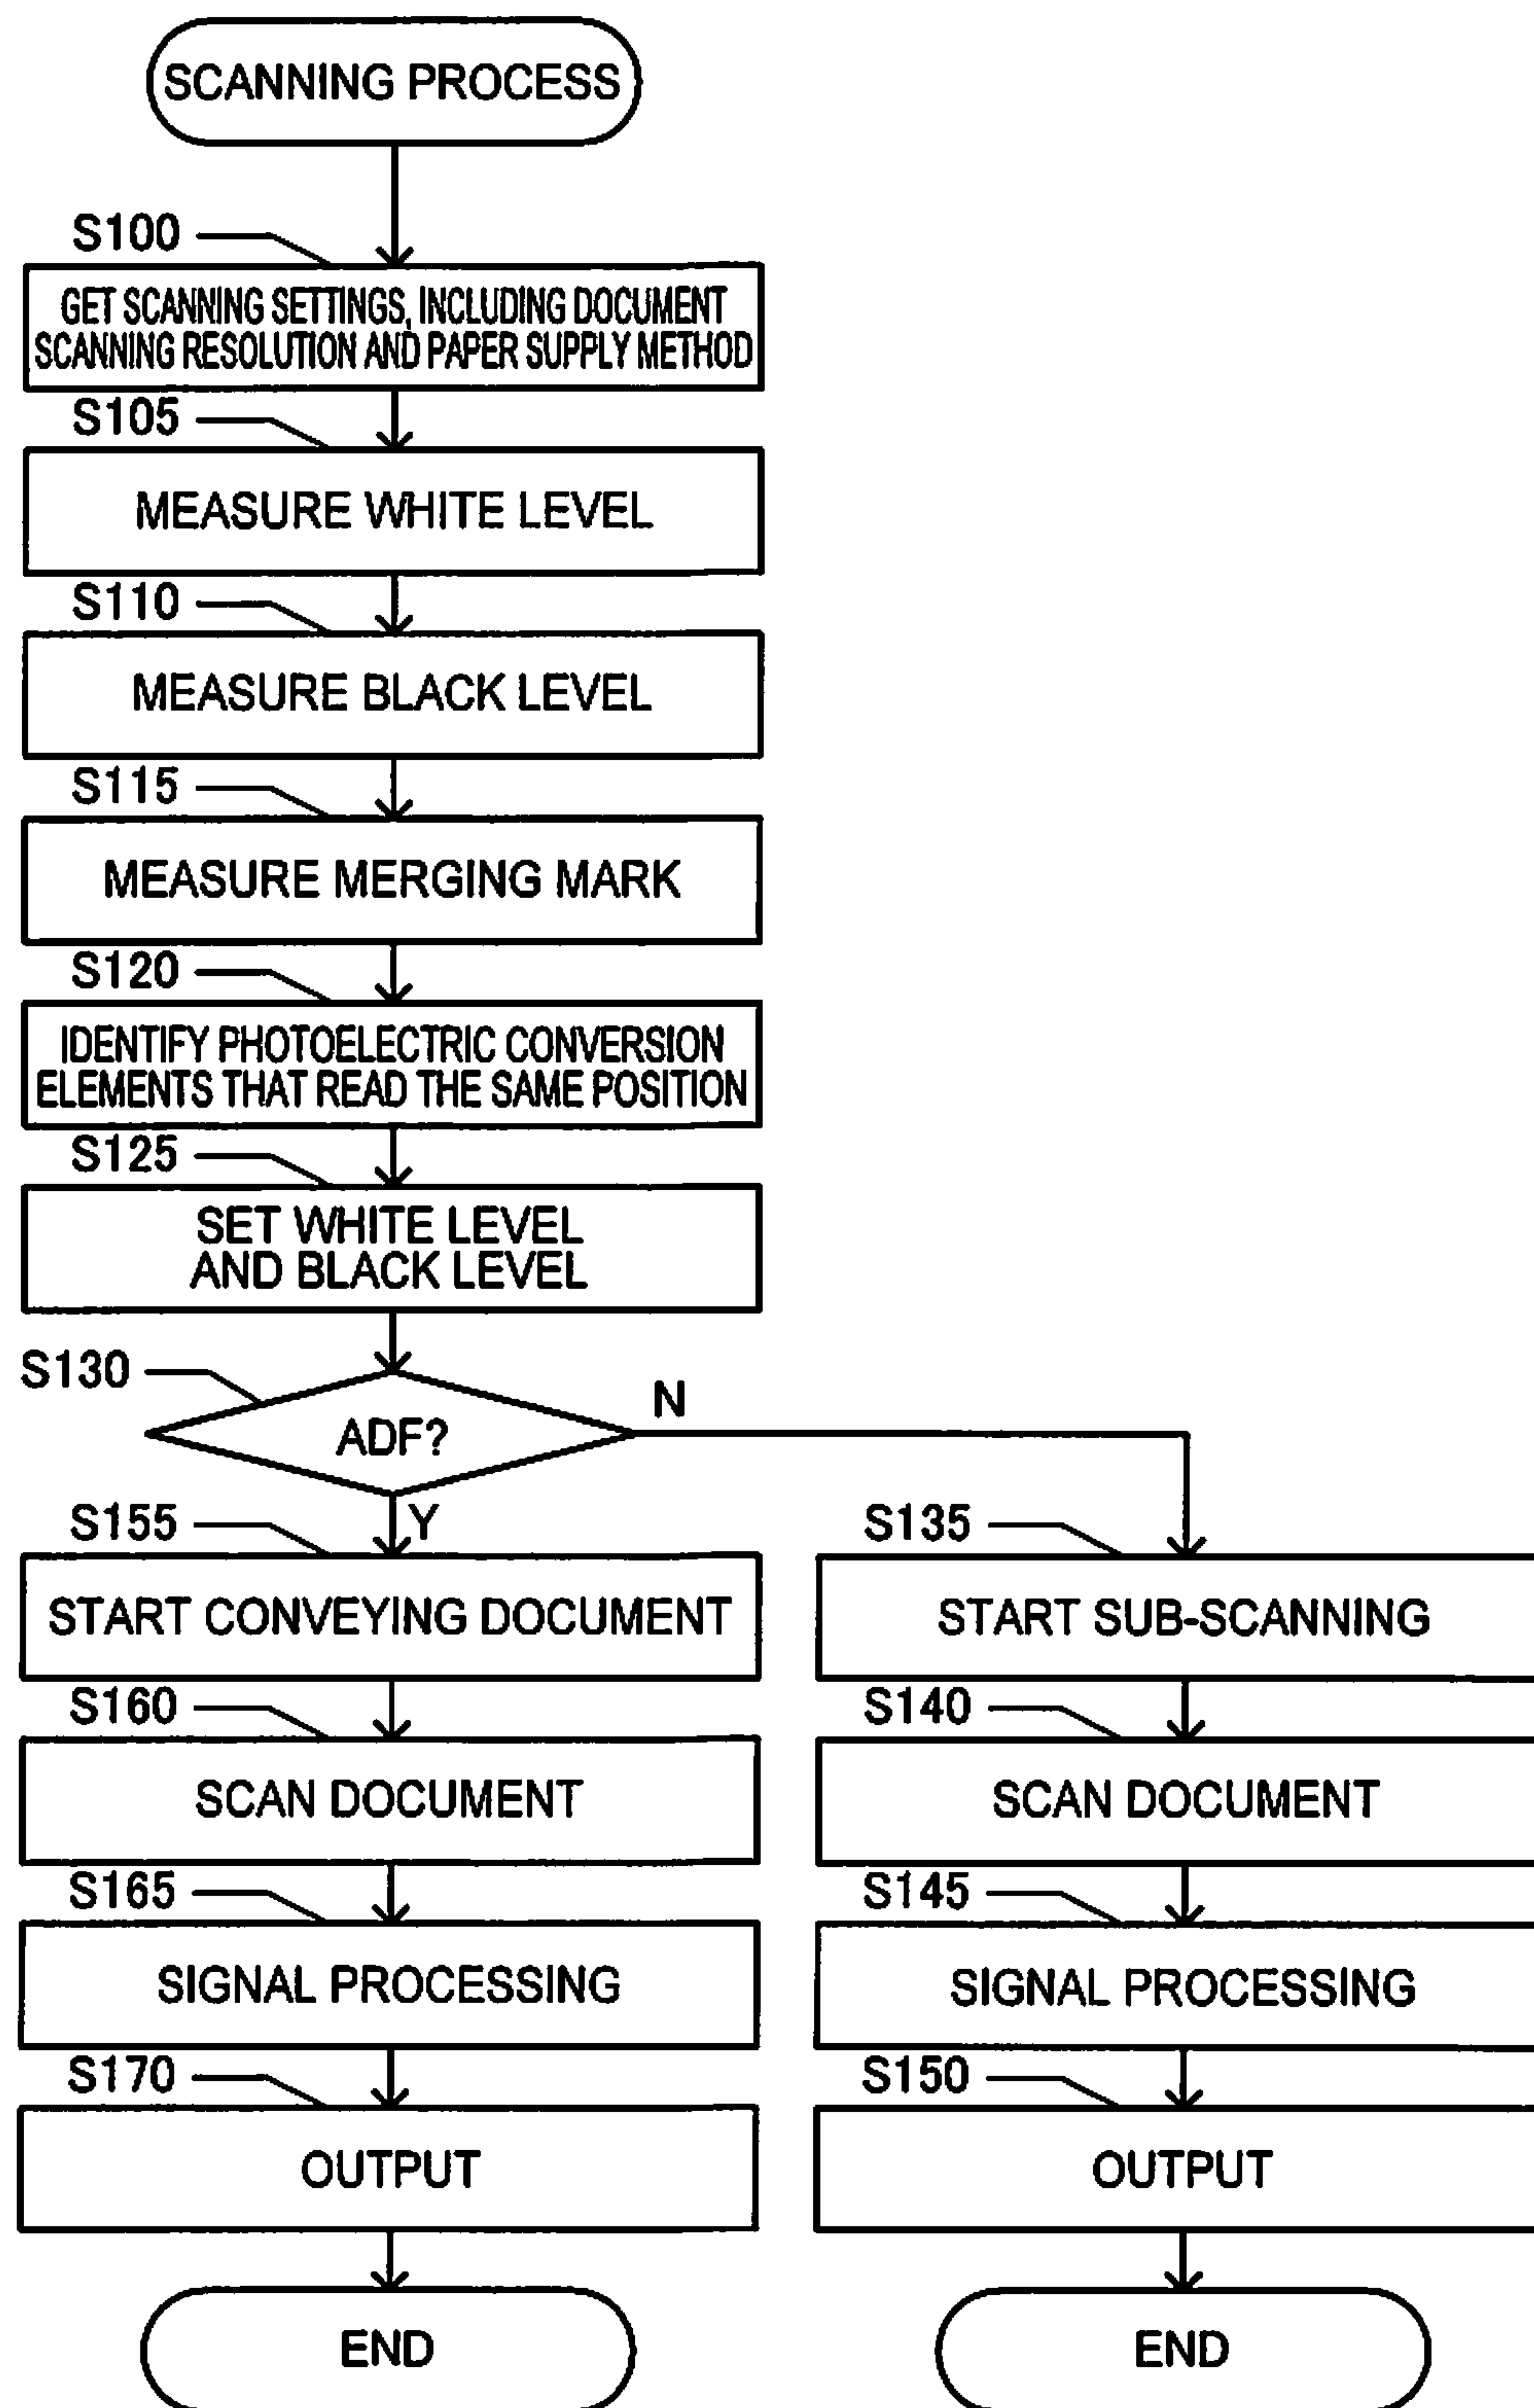 SCANNING PROCESS
S100
GET SCANNING SETTINGS, INCLUDING DOCUMENT
SCANNING RESOLUTION AND PAPER SUPPLY METHOD
S105
MEASURE WHITE LEVEL
S110
MEASURE BLACK LEVEL
S115
MEASURE MERGING MARK
S120
IDENTIFY PHOTOELECTRIC CONVERSION
ELEMENTS THAT READ THE SAME POSITION
S125
SET WHITE LEVEL
AND BLACK LEVEL
S130
ADF?
N
Y
S155
START CONVEYING DOCUMENT
S160
SCAN DOCUMENT
S165
SIGNAL PROCESSING
S170
OUTPUT
END
S135
START SUB-SCANNING
S140
SCAN DOCUMENT
S145
SIGNAL PROCESSING
S150
OUTPUT
END